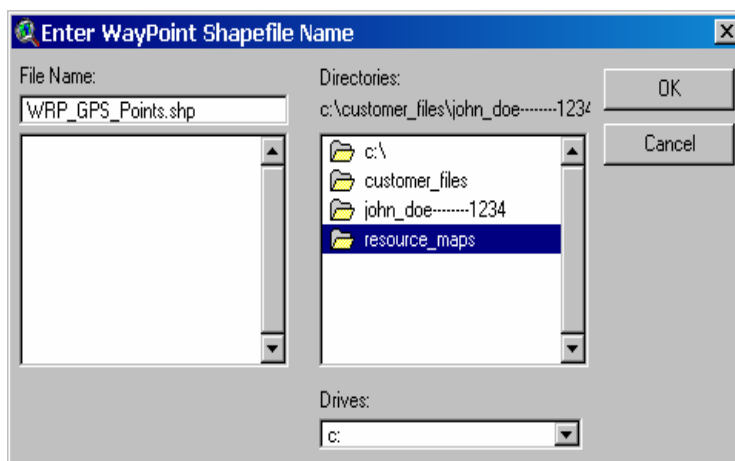 Enter WayPoint Shapefile Name
File Name:
WRP_GPS_Points.shp
Directories:
c:\customer_files\john_doe--------1234
c:\
customer_files
john_doe--------1234
resource_maps
Drives:
c:
OK
Cancel